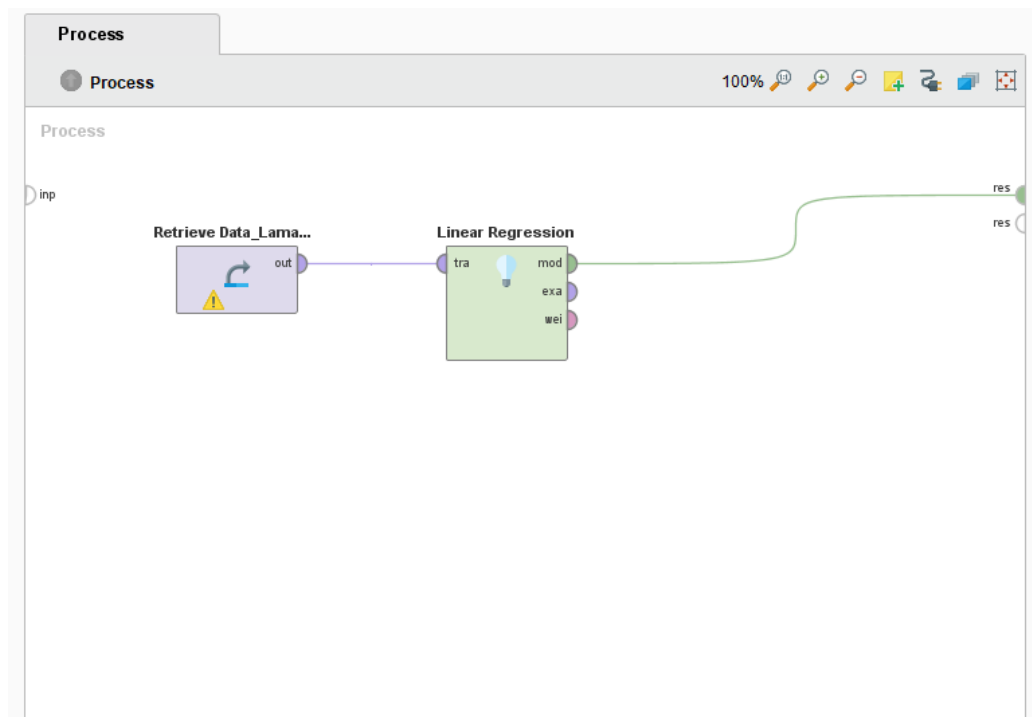 Process
Process
100%
Process
inp
res
res
Retrieve Data_Lama...
out
Linear Regression
tra
mod
exa
wei